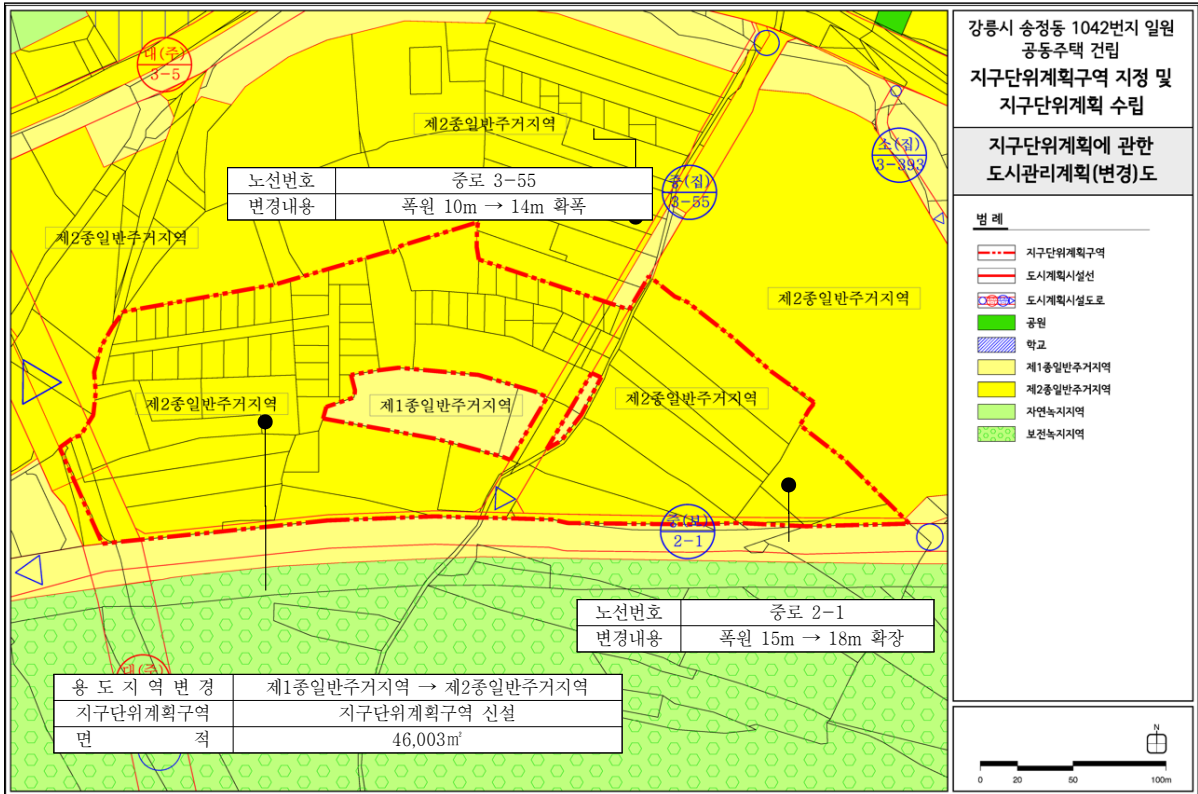 강릉시 송정동 1042번지 일원
공동주택 건립
지구단위계획구역 지정 및
지구단위계획 수립
지구단위계획에 관한
도시관리계획(변경)도
범 례
지구단위계획구역
도시계획시설선
도시계획시설도로
공원
학교
제1종일반주거지역
제2종일반주거지역
자연녹지지역
보전녹지지역
N
0 20 50 100m
대(주)
3-5
제2종일반주거지역
소(집)
3-393
노선번호 중로 3-55
변경내용 폭원 10m → 14m 확폭
중(집)
3-55
제2종일반주거지역
제2종일반주거지역
제2종일반주거지역
제1종일반주거지역
제2종일반주거지역
중(보)
2-1
노선번호 중로 2-1
변경내용 폭원 15m → 18m 확장
대(주)
용 도 지 역 변 경 제1종일반주거지역 → 제2종일반주거지역
지구단위계획구역 지구단위계획구역 신설
면 적 46,003㎡